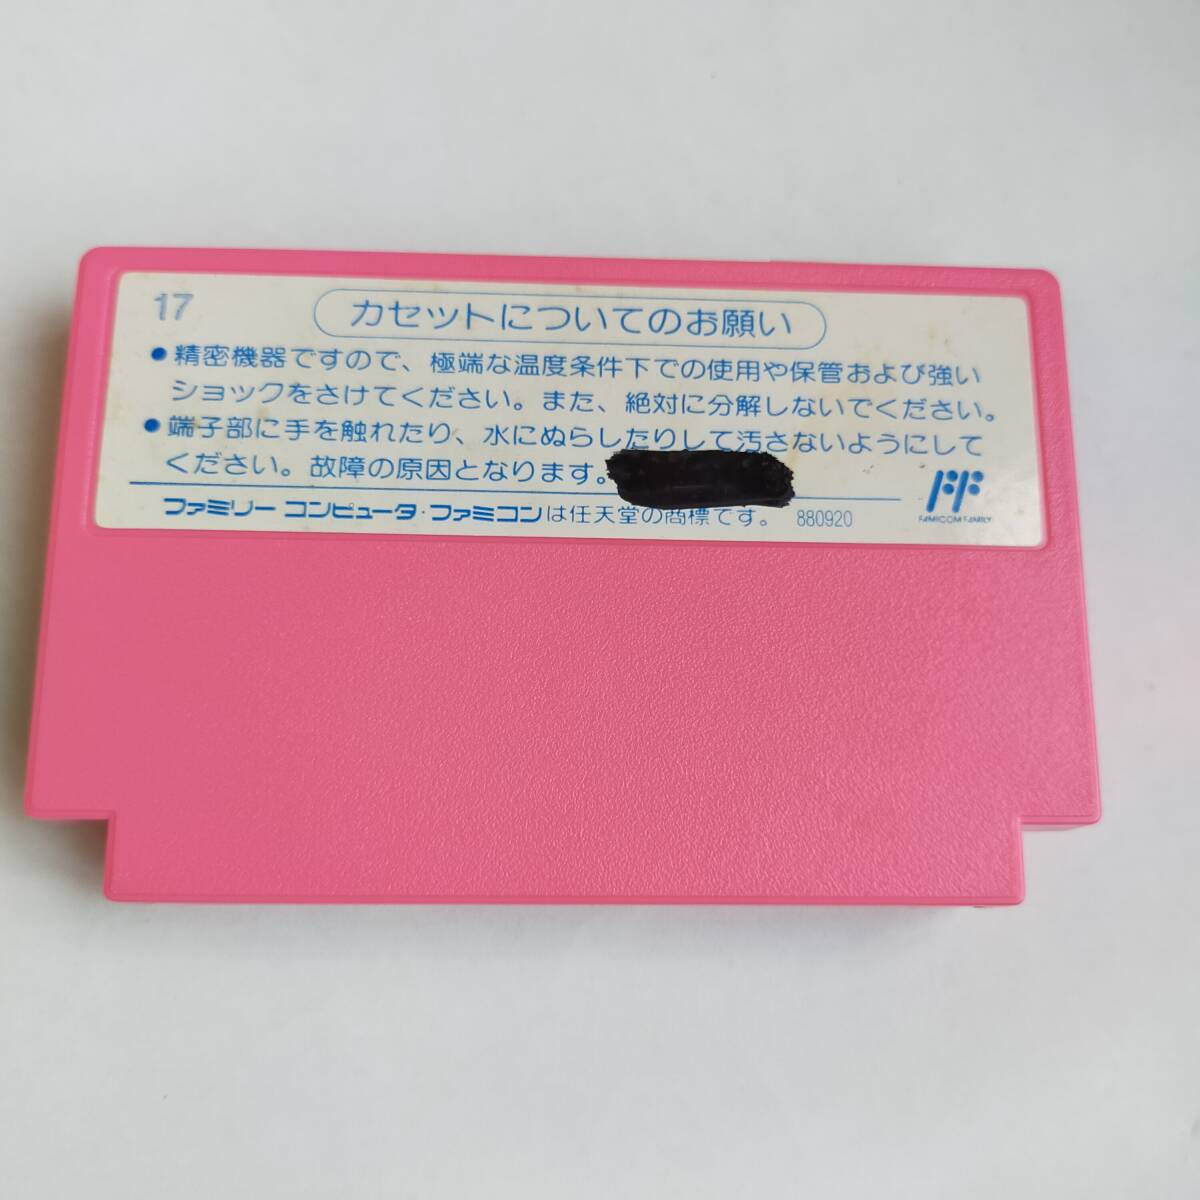 17
カセットについてのお願い
●精密機器ですので、極端な温度条件下での使用や保管および強い
ショックをさけてください。また、絶対に分解しないでください。
●端子部に手を触れたり、水にぬらしたりして汚さないようにして
ください。故障の原因となります。
ファミリー コンピュータ・ファミコンは任天堂の商標です。 880920
FAMICOM FAMILY